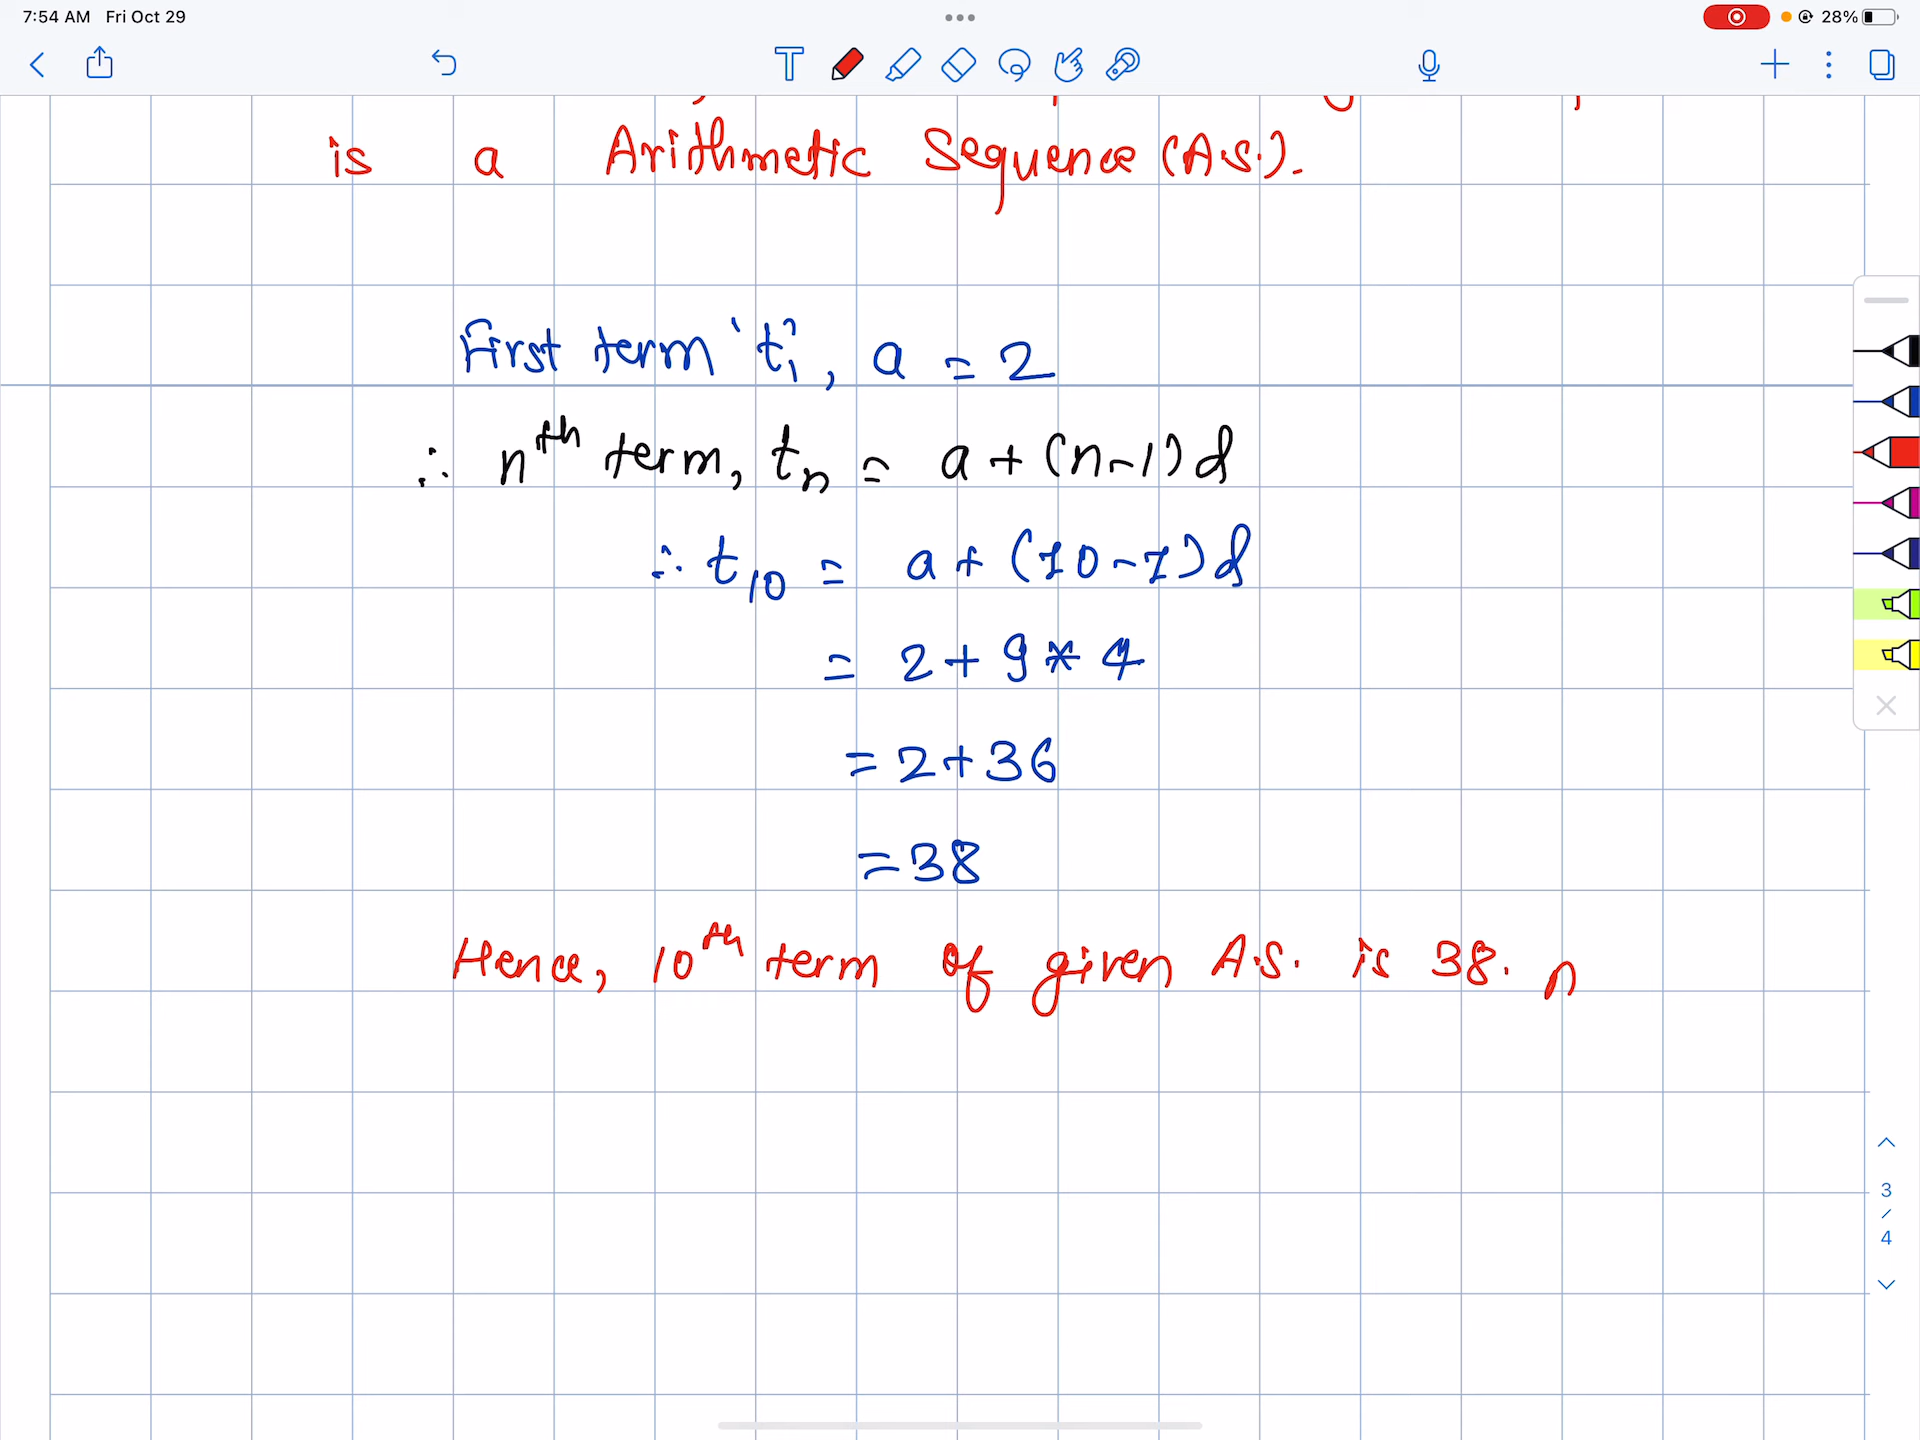 7:54 AM Fri Oct 29
28%
is a Arithmetic Sequence (A.S.).
First term 't₁', a = 2
∴ nᵗʰ term, tₙ = a + (n-1)d
∴ t₁₀ = a + (10-1)d
= 2 + 9 * 4
= 2 + 36
= 38
Hence, 10ᵗʰ term of given A.S. is 38. n
3
/
4